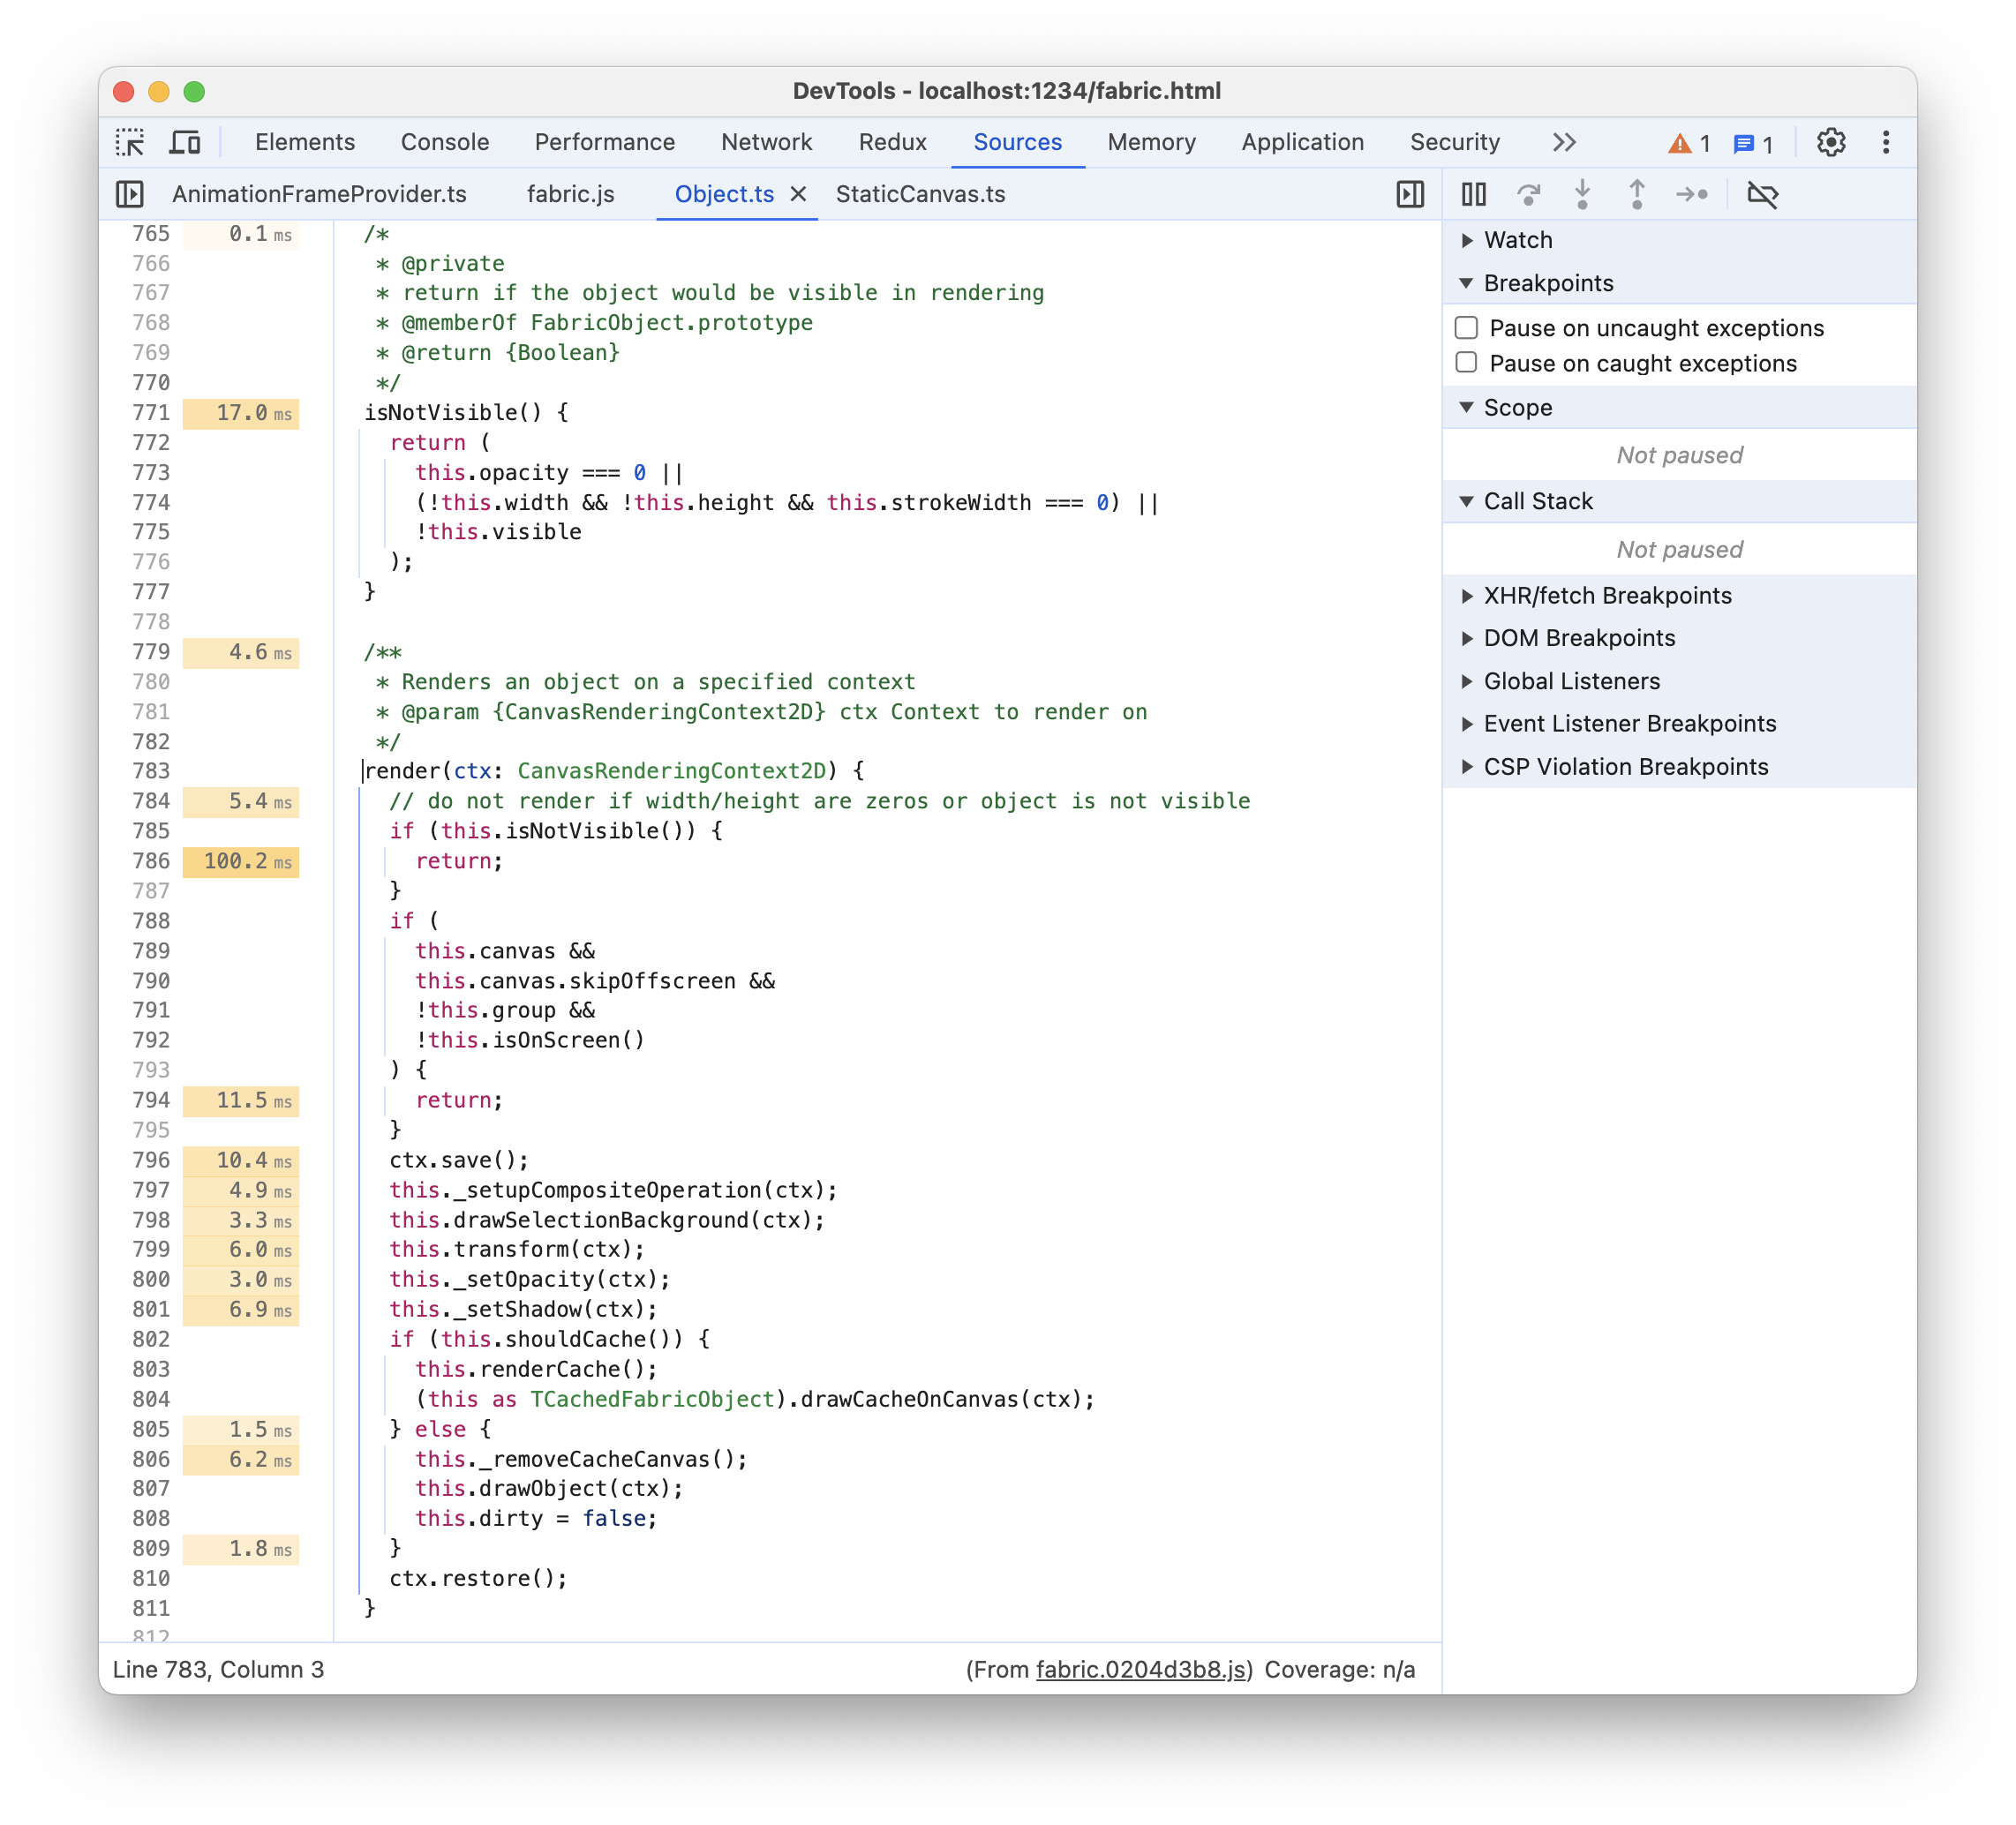 DevTools - localhost:1234/fabric.html
Elements Console Performance Network Redux Sources Memory Application Security 1 1
AnimationFrameProvider.ts fabric.js Object.ts StaticCanvas.ts
765 0.1 ms /*
766 * @private
767 * return if the object would be visible in rendering
768 * @memberOf FabricObject.prototype
769 * @return {Boolean}
770 */
771 17.0 ms isNotVisible() {
772 return (
773 this.opacity === 0 ||
774 (!this.width && !this.height && this.strokeWidth === 0) ||
775 !this.visible
776 );
777 }
778
779 4.6 ms /**
780 * Renders an object on a specified context
781 * @param {CanvasRenderingContext2D} ctx Context to render on
782 */
783 render(ctx: CanvasRenderingContext2D) {
784 5.4 ms // do not render if width/height are zeros or object is not visible
785 if (this.isNotVisible()) {
786 100.2 ms return;
787 }
788 if (
789 this.canvas &&
790 this.canvas.skipOffscreen &&
791 !this.group &&
792 !this.isOnScreen()
793 ) {
794 11.5 ms return;
795 }
796 10.4 ms ctx.save();
797 4.9 ms this._setupCompositeOperation(ctx);
798 3.3 ms this.drawSelectionBackground(ctx);
799 6.0 ms this.transform(ctx);
800 3.0 ms this._setOpacity(ctx);
801 6.9 ms this._setShadow(ctx);
802 if (this.shouldCache()) {
803 this.renderCache();
804 (this as TCachedFabricObject).drawCacheOnCanvas(ctx);
805 1.5 ms } else {
806 6.2 ms this._removeCacheCanvas();
807 this.drawObject(ctx);
808 this.dirty = false;
809 1.8 ms }
810 ctx.restore();
811 }
812
Line 783, Column 3 (From fabric.0204d3b8.js) Coverage: n/a
Watch
Breakpoints
Pause on uncaught exceptions
Pause on caught exceptions
Scope
Not paused
Call Stack
Not paused
XHR/fetch Breakpoints
DOM Breakpoints
Global Listeners
Event Listener Breakpoints
CSP Violation Breakpoints